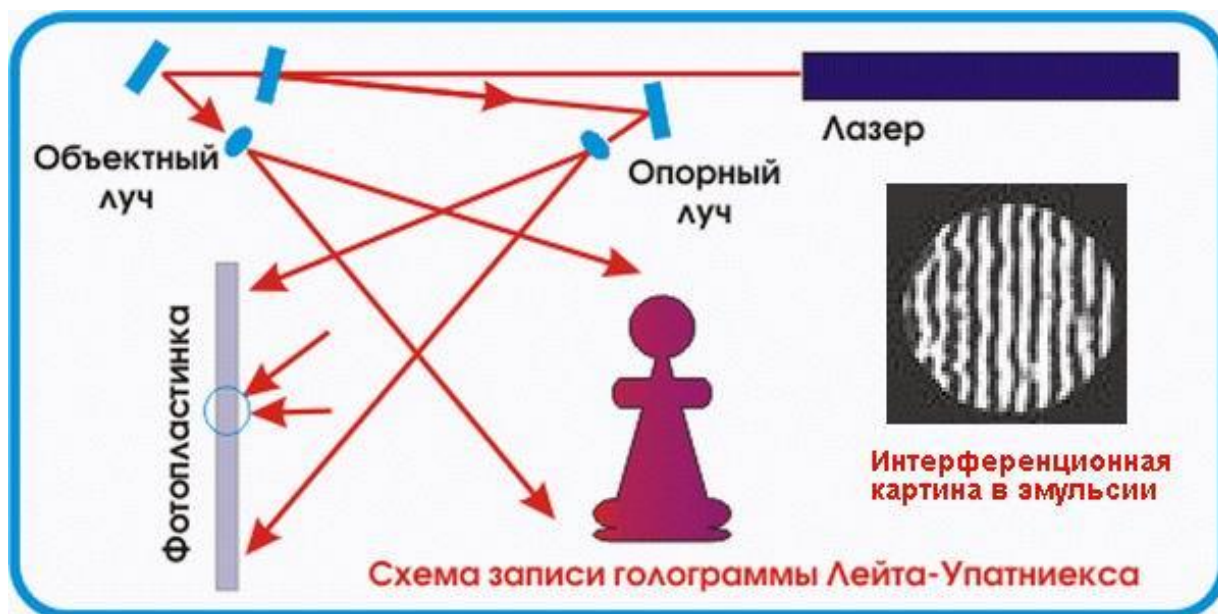 Лазер
Объектный
луч
Опорный
луч
Фотопластинка
Интерференционная
картина в эмульсии
Схема записи голограммы Лейта-Упатниекса